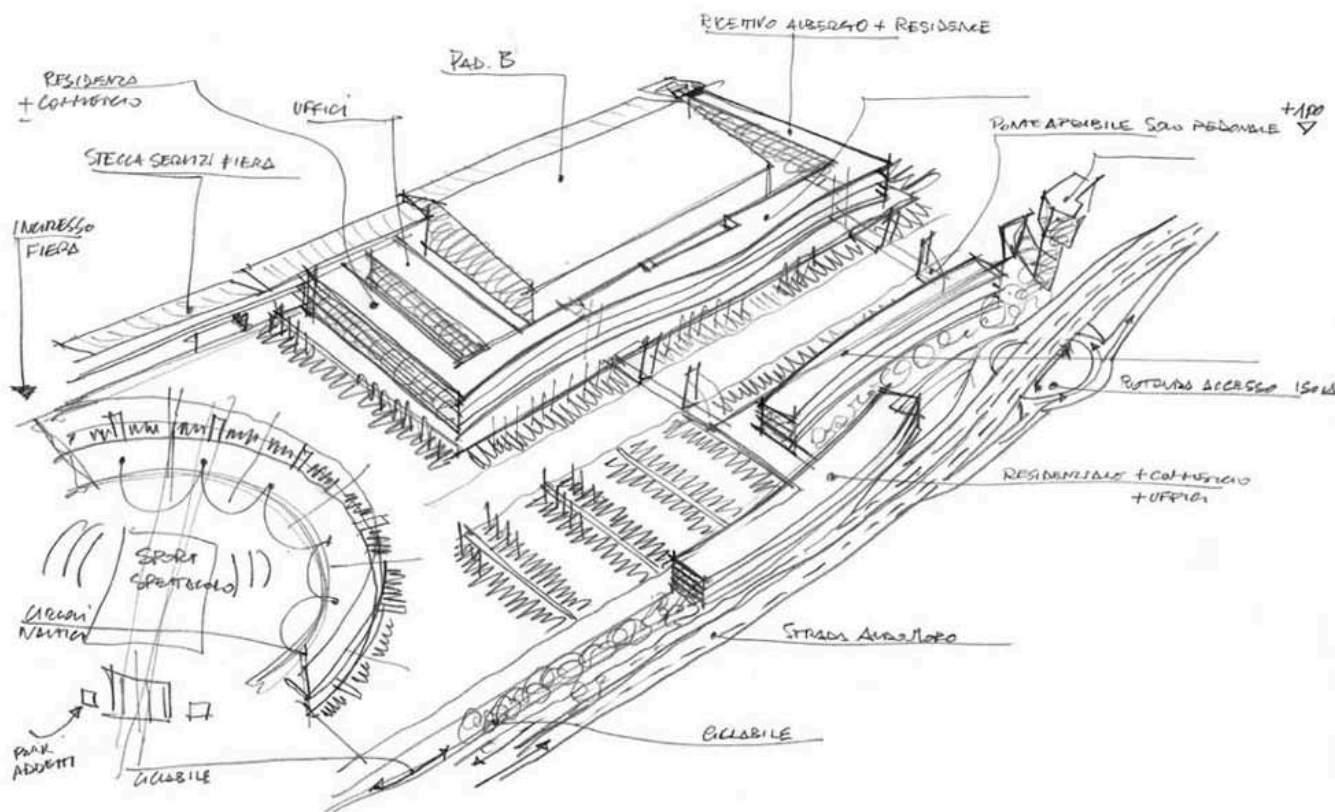 RICETTIVO ALBERGO + RESIDENCE
PAD. B
RESIDENZA
+ COMMERCIO
UFFICI
+1,00
PONTE APRIBILE SOLO PEDONALE
STECCA SERVIZI FIERA
INGRESSO
FIERA
ROTONDA ACCESSO ISOLA
RESIDENZIALE + COMMERCIO
+ UFFICI
SPORT
SPETTACOLO
CIRCOLI
NAUTICI
STRADA ALDO MORO
CICLABILE
PARK
ADDETTI
CICLABILE